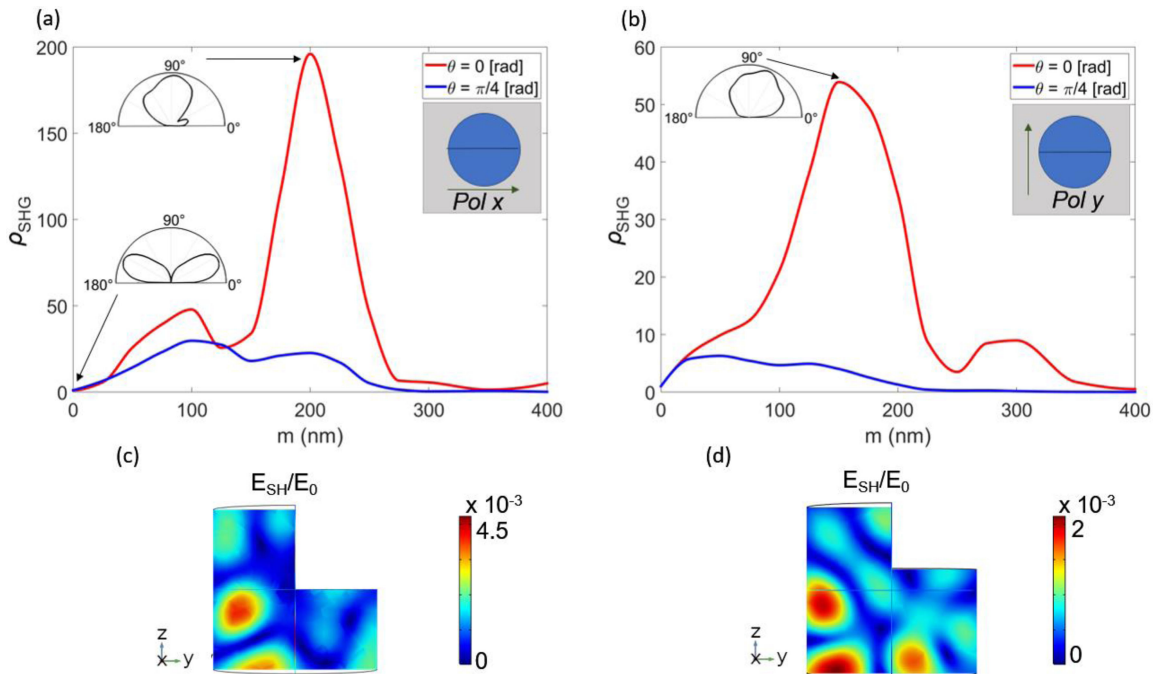 (a)
200
150
100
50
0
ρSHG
0 100 200 300 400
m (nm)
θ = 0 [rad]
θ = π/4 [rad]
Pol x
90°
180° 0°
90°
180° 0°
(b)
60
50
40
30
20
10
0
ρSHG
0 100 200 300 400
m (nm)
θ = 0 [rad]
θ = π/4 [rad]
Pol y
90°
180° 0°
(c)
ESH/E0
x 10-3
4.5
0
z
x y
(d)
ESH/E0
x 10-3
2
0
z
x y